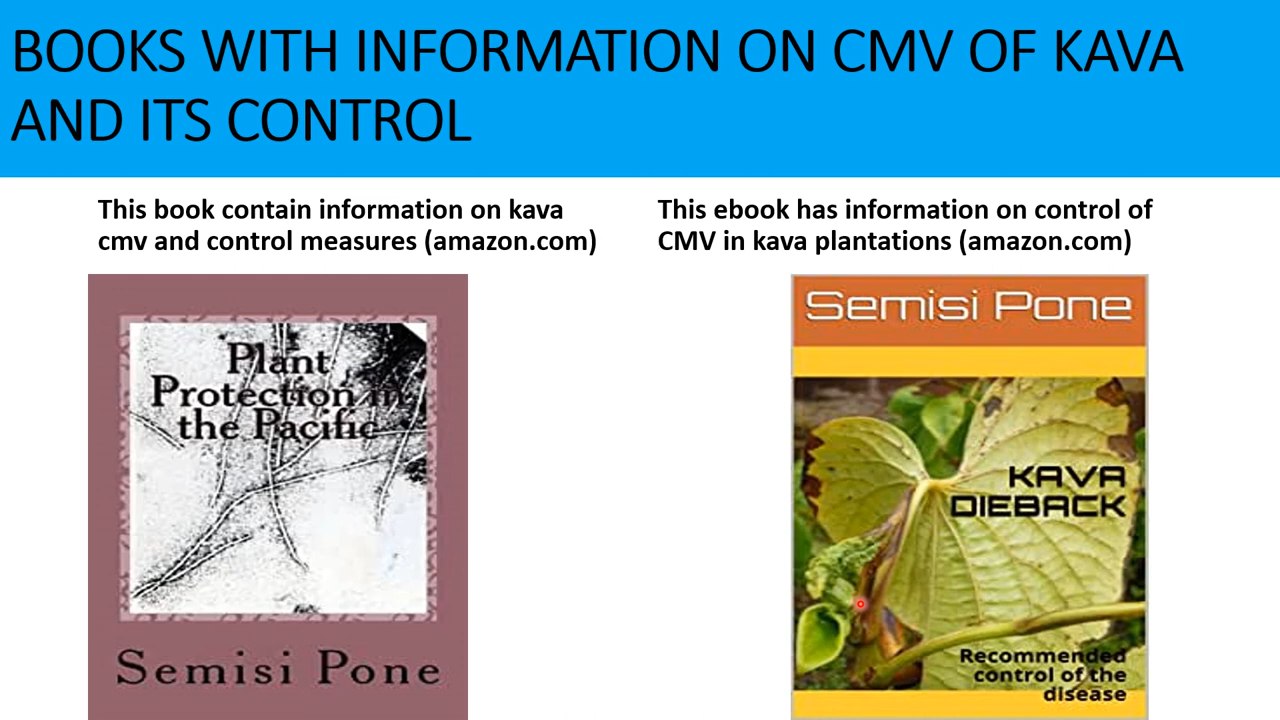 BOOKS WITH INFORMATION ON CMV OF KAVA
AND ITS CONTROL
This book contain information on kava
cmv and control measures (amazon.com)
Plant
Protection in
the Pacific
Semisi Pone
This ebook has information on control of
CMV in kava plantations (amazon.com)
Semisi Pone
KAVA
DIEBACK
Recommended
control of the
disease